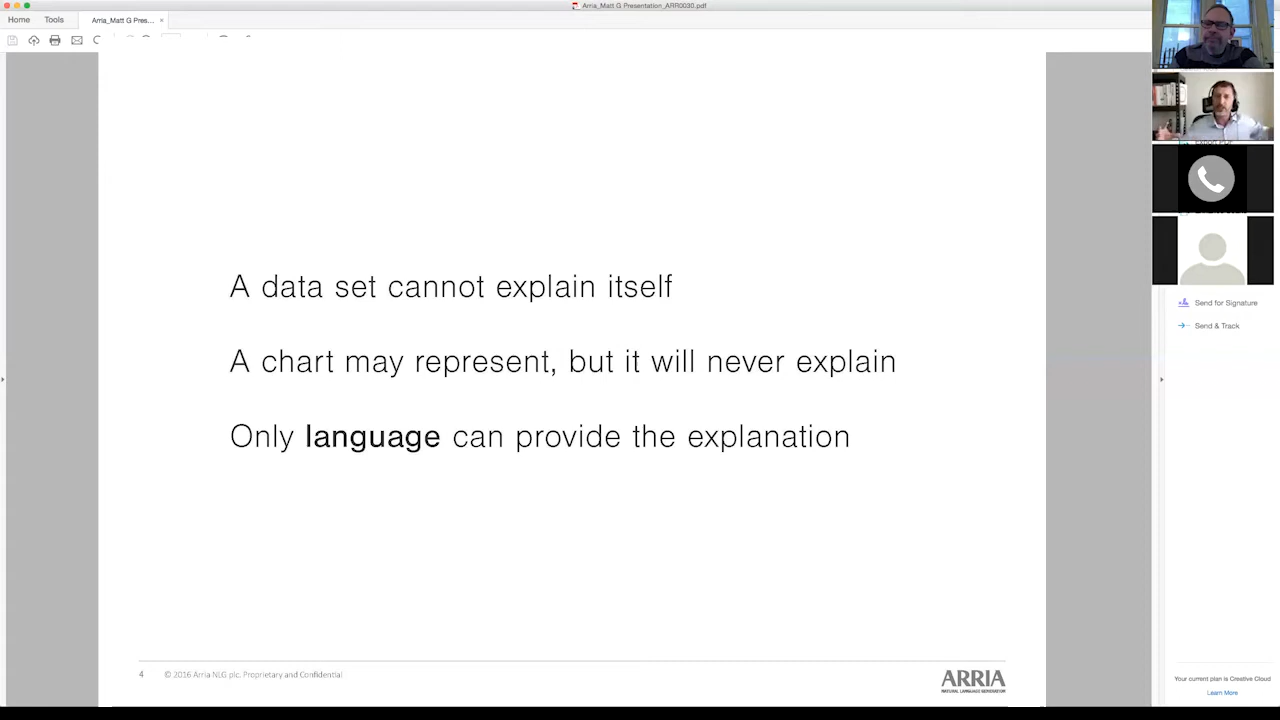 Arria_Matt G Presentation_ARR0030.pdf
Home
Tools
Arria_Matt G Pres...
A data set cannot explain itself
A chart may represent, but it will never explain
Only language can provide the explanation
Send for Signature
Send & Track
4
© 2016 Arria NLG plc. Proprietary and Confidential
ARRIA
NATURAL LANGUAGE GENERATION
Your current plan is Creative Cloud
Learn More